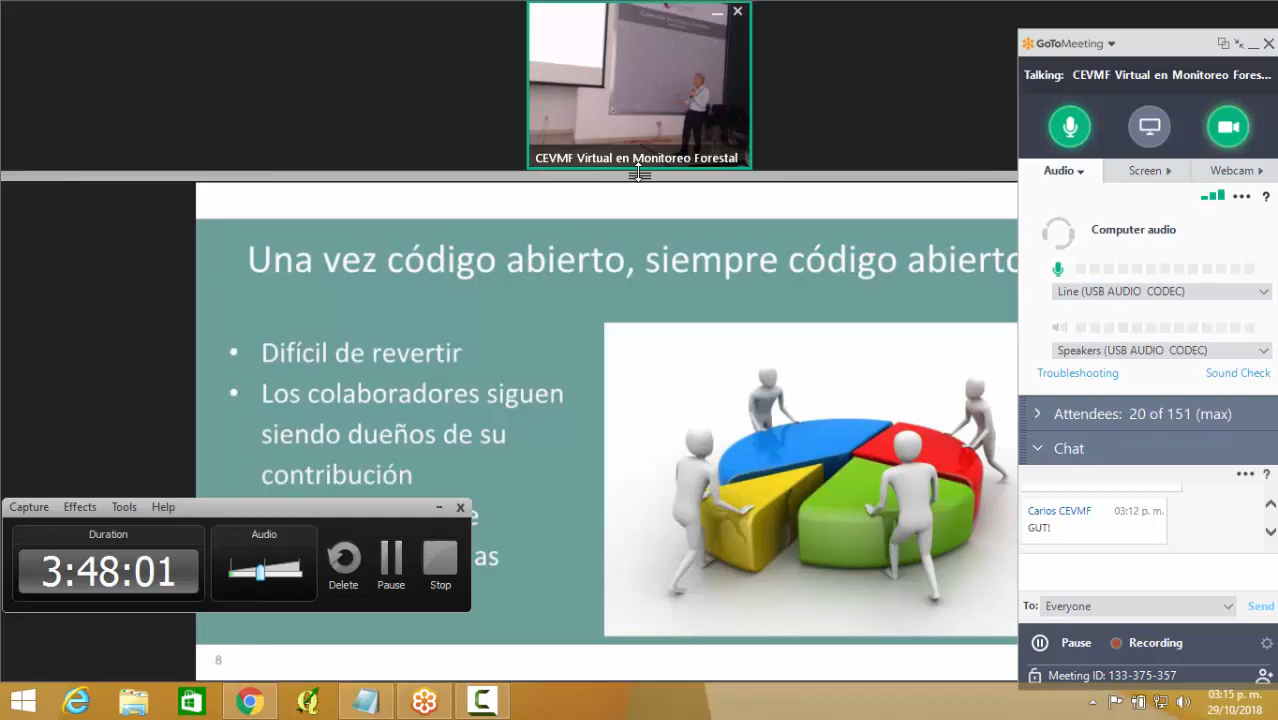 CEVMF Virtual en Monitoreo Forestal
Una vez código abierto, siempre código abierto
• Difícil de revertir
• Los colaboradores siguen
siendo dueños de su
contribución
as
8
Capture Effects Tools Help
Duration
3:48:01
Audio
Delete
Pause
Stop
GoToMeeting
Talking: CEVMF Virtual en Monitoreo Fores...
Audio
Screen
Webcam
?
Computer audio
Line (USB AUDIO CODEC)
Speakers (USB AUDIO CODEC)
Troubleshooting
Sound Check
Attendees: 20 of 151 (max)
Chat
?
Carlos CEVMF 03:12 p. m.
GUT!
To: Everyone
Send
Pause
Recording
Meeting ID: 133-375-357
03:15 p. m.
29/10/2018